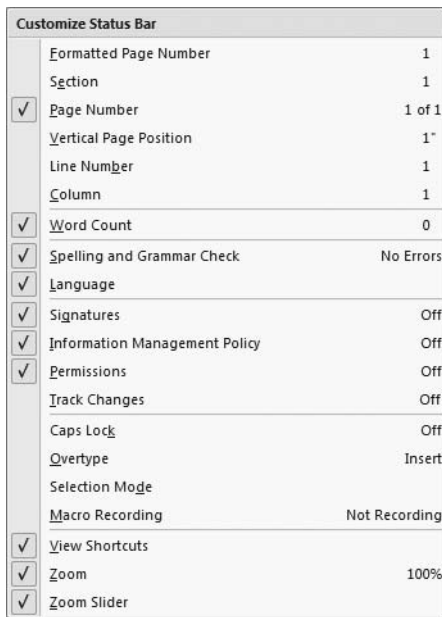 Customize Status Bar
Formatted Page Number 1
Section 1
✓ Page Number 1 of 1
Vertical Page Position 1"
Line Number 1
Column 1
✓ Word Count 0
✓ Spelling and Grammar Check No Errors
✓ Language
✓ Signatures Off
✓ Information Management Policy Off
✓ Permissions Off
Track Changes Off
Caps Lock Off
Overtype Insert
Selection Mode
Macro Recording Not Recording
✓ View Shortcuts
✓ Zoom 100%
✓ Zoom Slider